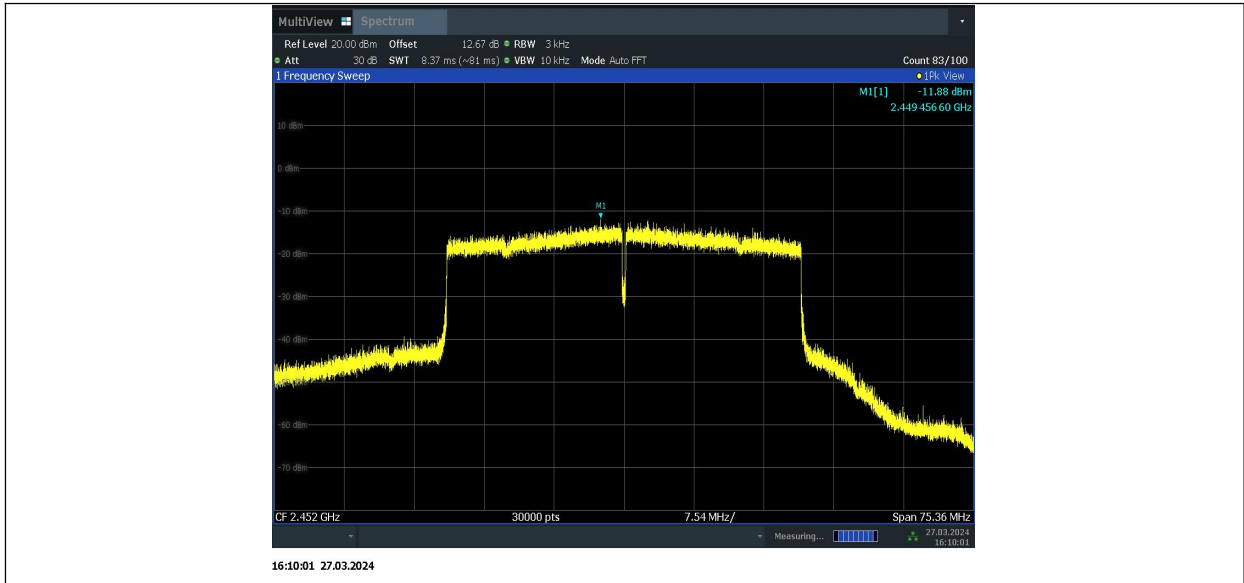 MultiView Spectrum
Ref Level 20.00 dBm Offset 12.67 dB RBW 3 kHz
Att 30 dB SWT 8.37 ms (~81 ms) VBW 10 kHz Mode Auto FFT Count 83/100
1 Frequency Sweep 1Pk View
M1[1] -11.88 dBm
2.449 456 60 GHz
10 dBm
0 dBm
M1
-10 dBm
-20 dBm
-30 dBm
-40 dBm
-60 dBm
-70 dBm
CF 2.452 GHz 30000 pts 7.54 MHz/ Span 75.36 MHz
Measuring... 27.03.2024
16:10:01
16:10:01 27.03.2024